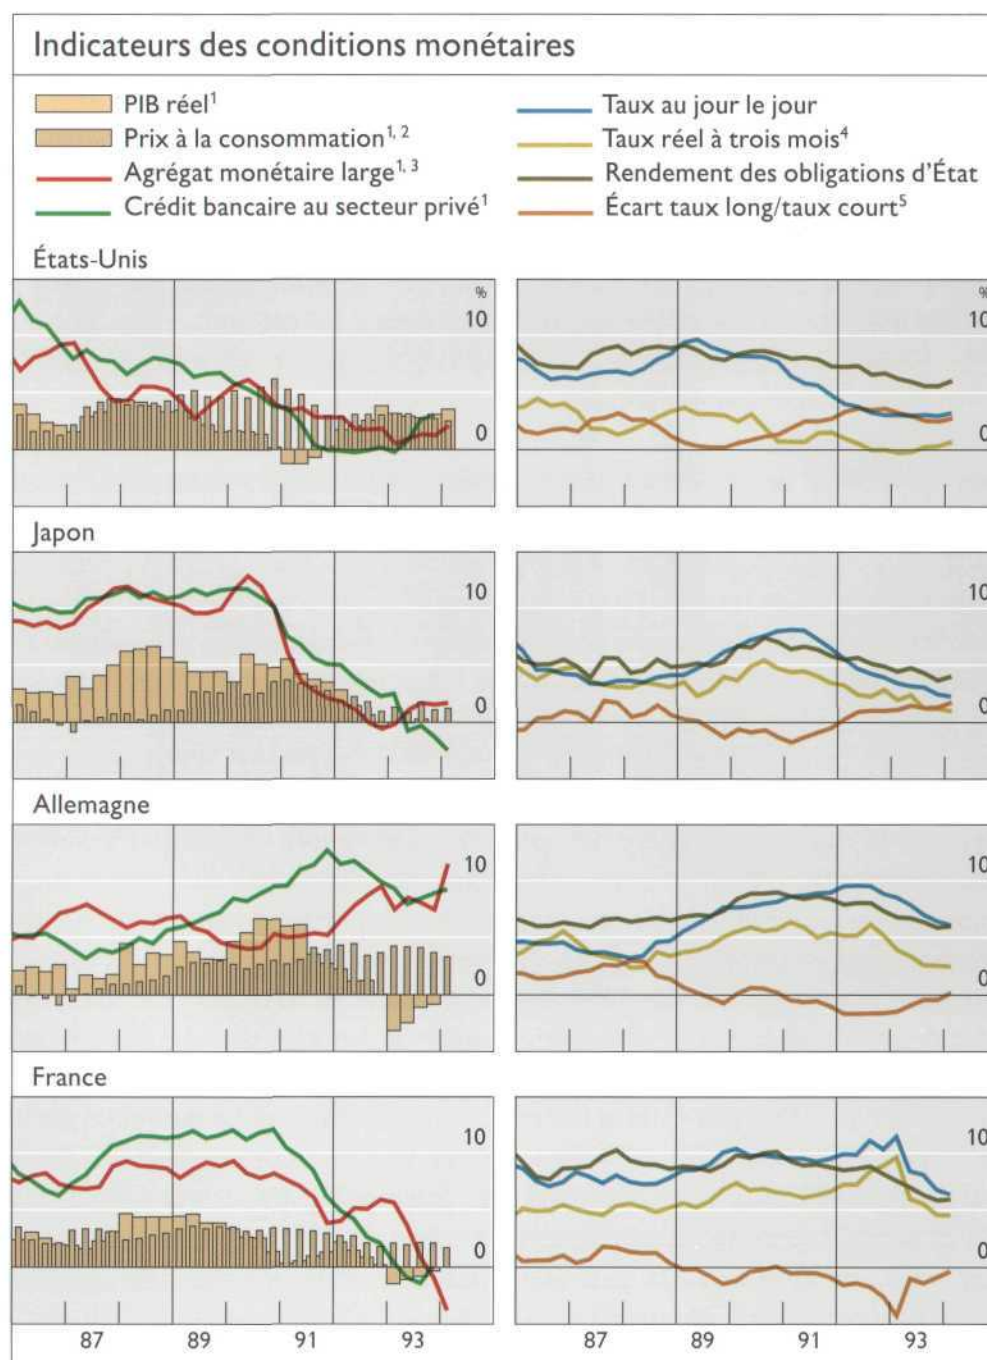 Indicateurs des conditions monétaires
PIB réel¹
Prix à la consommation¹,²
Agrégat monétaire large¹,³
Crédit bancaire au secteur privé¹
Taux au jour le jour
Taux réel à trois mois⁴
Rendement des obligations d'État
Écart taux long/taux court⁵
États-Unis
% %
10 10
0 0
Japon
10 10
0 0
Allemagne
10 10
0 0
France
10 10
0 0
87 89 91 93 87 89 91 93